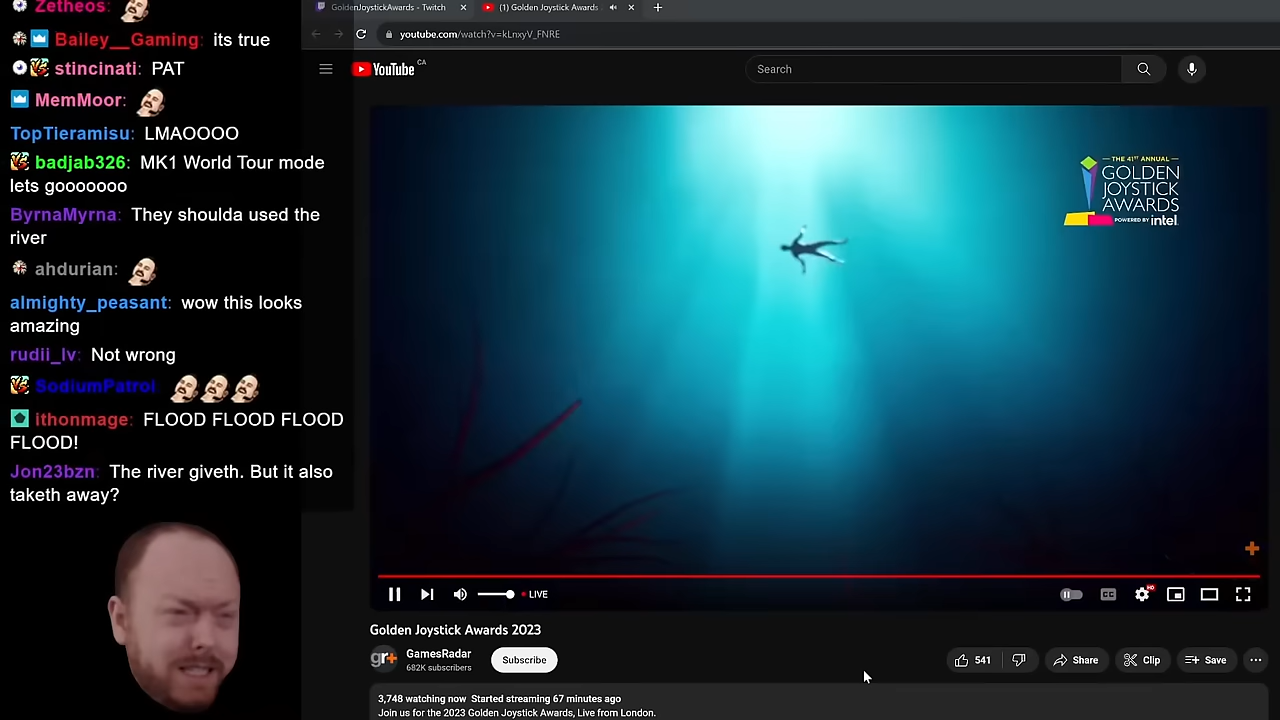 Zetheos:
Bailey__Gaming: its true
stincinati: PAT
MemMoor:
TopTieramisu: LMAOOOO
badjab326: MK1 World Tour mode
lets gooooooo
ByrnaMyrna: They shoulda used the
river
ahdurian:
almighty_peasant: wow this looks
amazing
rudii_lv: Not wrong
SodiumPatrol:
ithonmage: FLOOD FLOOD FLOOD
FLOOD!
Jon23bzn: The river giveth. But it also
taketh away?
GoldenJoystickAwards - Twitch
(1) Golden Joystick Awards
youtube.com/watch?v=kLnxyV_FNRE
YouTube CA
Search
THE 41ST ANNUAL
GOLDEN
JOYSTICK
AWARDS
POWERED BY intel.
LIVE
CC
HD
Golden Joystick Awards 2023
gr+
GamesRadar
682K subscribers
Subscribe
541
Share
Clip
Save
3,748 watching now Started streaming 67 minutes ago
Join us for the 2023 Golden Joystick Awards, Live from London.